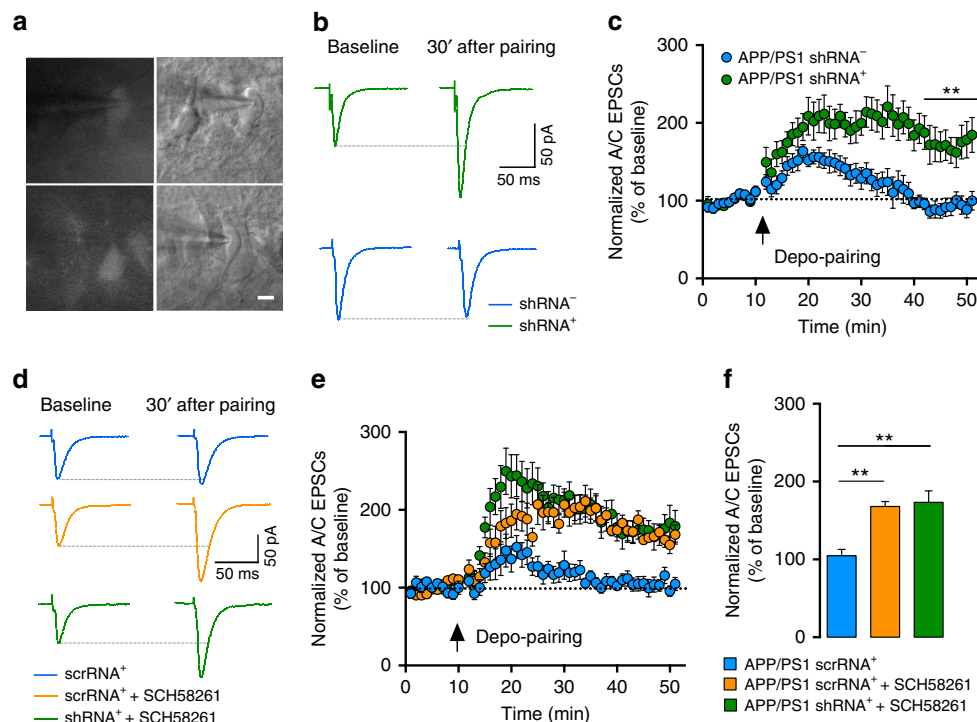 a
b
Baseline
30′ after pairing
50 pA
50 ms
shRNA⁻
shRNA⁺
c
APP/PS1 shRNA⁻
APP/PS1 shRNA⁺
**
Normalized A/C EPSCs
(% of baseline)
300
200
100
0
Depo-pairing
0 10 20 30 40 50
Time (min)
d
Baseline
30′ after pairing
50 pA
50 ms
scrRNA⁺
scrRNA⁺ + SCH58261
shRNA⁺ + SCH58261
e
Normalized A/C EPSCs
(% of baseline)
300
200
100
0
Depo-pairing
0 10 20 30 40 50
Time (min)
f
Normalized A/C EPSCs
(% of baseline)
300
200
100
0
**
**
APP/PS1 scrRNA⁺
APP/PS1 scrRNA⁺ + SCH58261
APP/PS1 shRNA⁺ + SCH58261